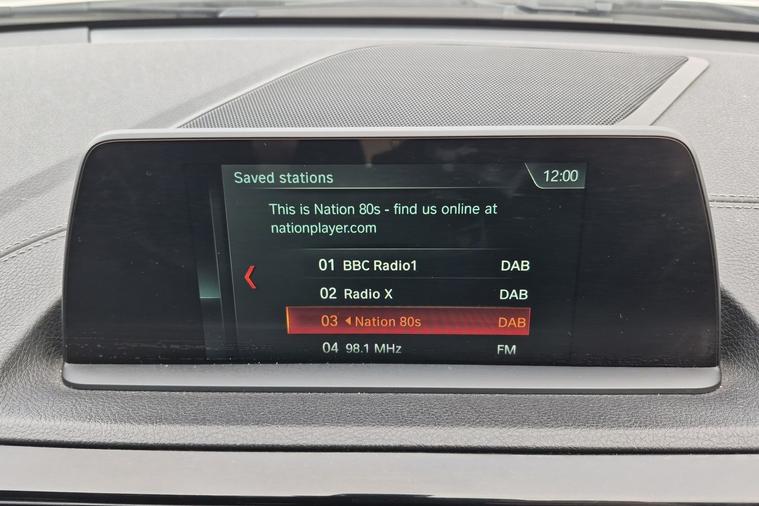 Saved stations 12:00
This is Nation 80s - find us online at
nationplayer.com
01 BBC Radio1 DAB
02 Radio X DAB
03 Nation 80s DAB
04 98.1 MHz FM